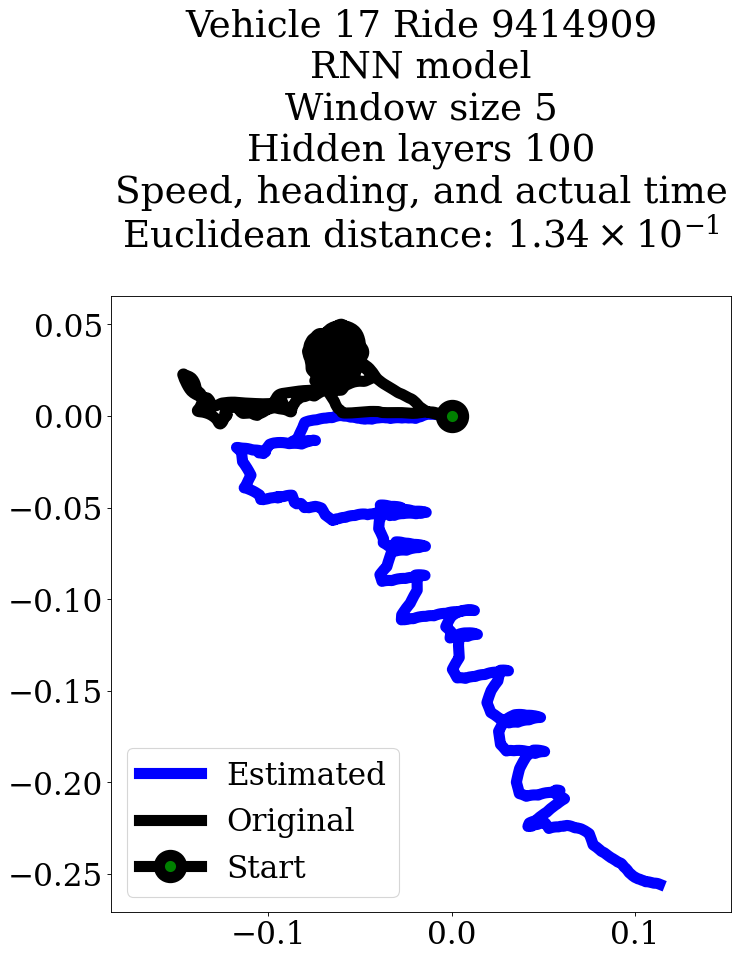 Vehicle 17 Ride 9414909
RNN model
Window size 5
Hidden layers 100
Speed, heading, and actual time
Euclidean distance: 1.34 × 10⁻¹
0.05
0.00
−0.05
−0.10
−0.15
−0.20
−0.25
Estimated
Original
Start
−0.1 0.0 0.1